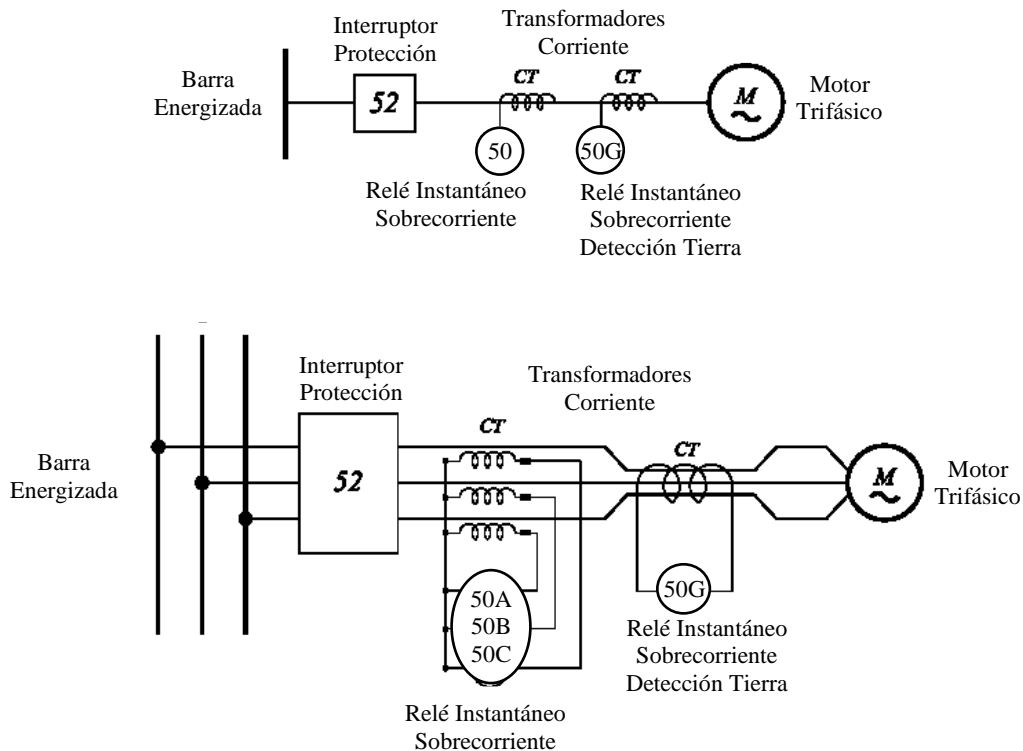 Interruptor
Protección
Transformadores
Corriente
Barra
Energizada
52
CT
CT
M
Motor
Trifásico
50
50G
Relé Instantáneo
Sobrecorriente
Relé Instantáneo
Sobrecorriente
Detección Tierra
Interruptor
Protección
Transformadores
Corriente
CT
CT
Barra
Energizada
52
M
Motor
Trifásico
50A
50B
50C
50G
Relé Instantáneo
Sobrecorriente
Detección Tierra
Relé Instantáneo
Sobrecorriente